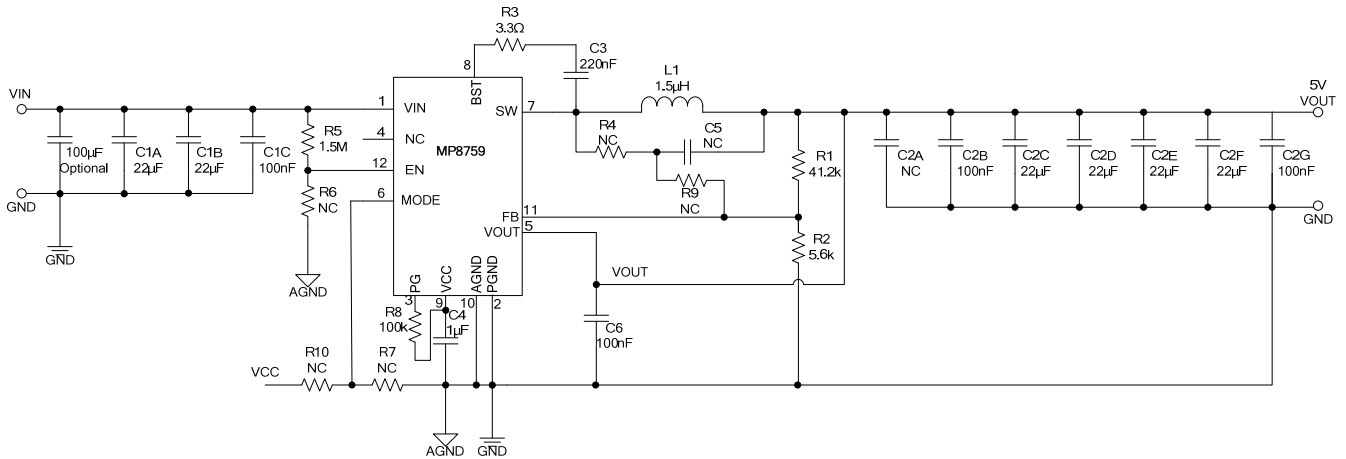 R3
3.3Ω
C3
220nF
8
BST
L1
1.5µH
5V
VOUT
VIN
1
VIN
SW
7
R5
1.5M
4
NC
MP8759
R4
NC
C5
NC
100µF
Optional
C1A
22µF
C1B
22µF
C1C
100nF
12
EN
R1
41.2k
C2A
NC
C2B
100nF
C2C
22µF
C2D
22µF
C2E
22µF
C2F
22µF
C2G
100nF
R6
NC
6
MODE
R9
NC
GND
FB
11
GND
VOUT
5
R2
5.6k
GND
AGND
PG
VCC
AGND
PGND
VOUT
3
9
10
2
R8
100k
C4
1µF
C6
100nF
R10
NC
R7
NC
VCC
AGND
GND